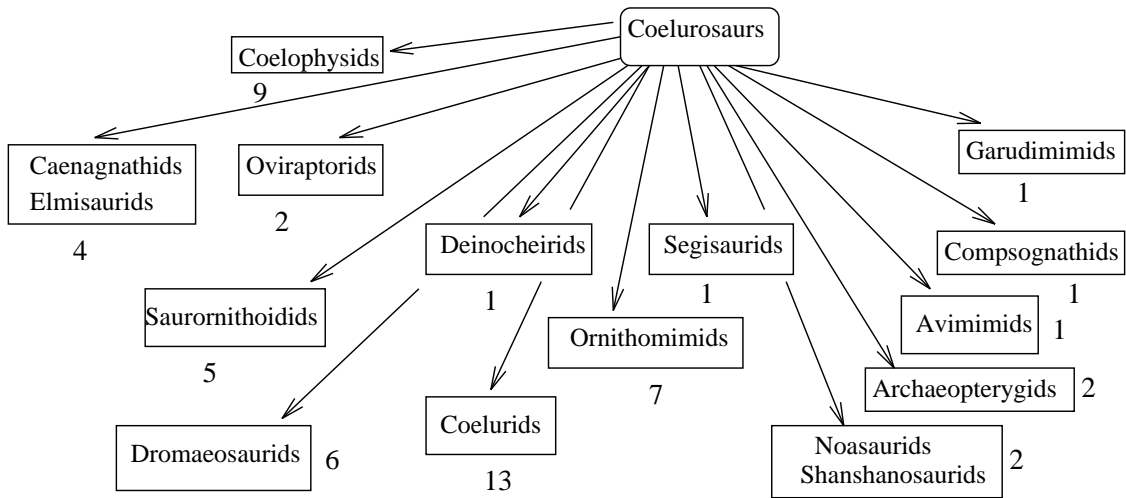 Coelurosaurs
Coelophysids
9
Caenagnathids
Elmisaurids
4
Oviraptorids
2
Garudimimids
1
Deinocheirids
1
Segisaurids
1
Compsognathids
1
Saurornithoidids
5
Ornithomimids
7
Avimimids
1
Archaeopterygids
2
Dromaeosaurids
6
Coelurids
13
Noasaurids
Shanshanosaurids
2